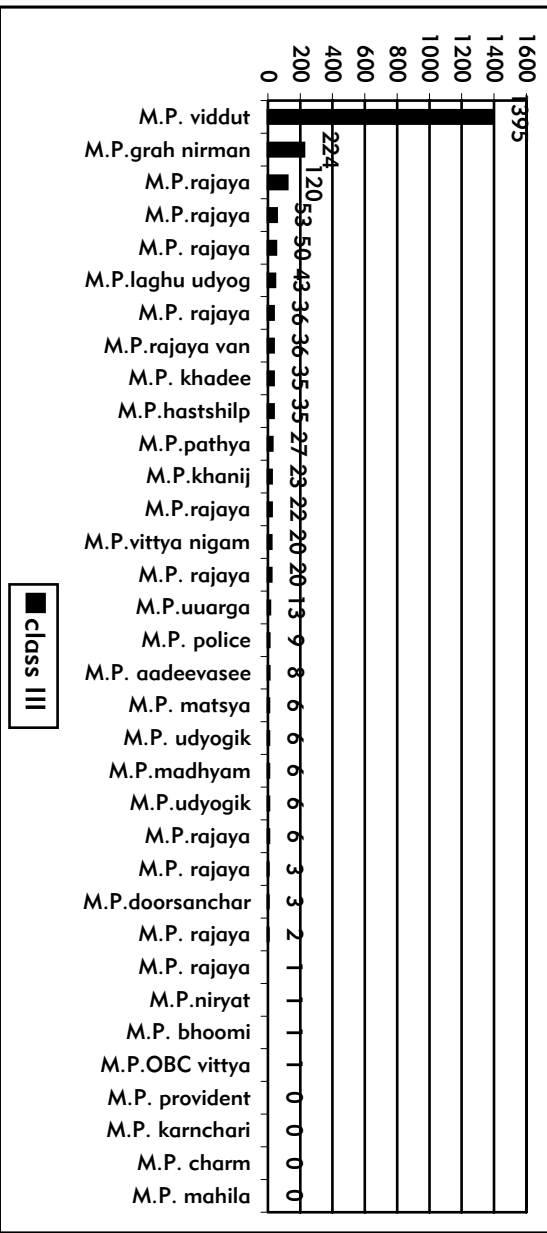 1600
1400
1200
1000
800
600
400
200
0
M.P. viddut 1395
M.P.grah nirman 224
M.P.rajaya 120
M.P.rajaya 53
M.P. rajaya 50
M.P.laghu udyog 43
M.P. rajaya 36
M.P.rajaya van 36
M.P. khadee 35
M.P.hastshilp 35
M.P.pathya 27
M.P.khanij 23
M.P.rajaya 22
M.P.vittya nigam 20
M.P. rajaya 20
M.P.uuarga 13
M.P. police 9
M.P. aadeevasee 8
M.P. matsya 6
M.P. udyogik 6
M.P.madhyam 6
M.P.udyogik 6
M.P.rajaya 6
M.P. rajaya 3
M.P.doorsanchar 3
M.P. rajaya 2
M.P. rajaya 1
M.P.niryat 1
M.P. bhoomi 1
M.P.OBC vittya 1
M.P. provident 0
M.P. karnchari 0
M.P. charm 0
M.P. mahila 0
class III